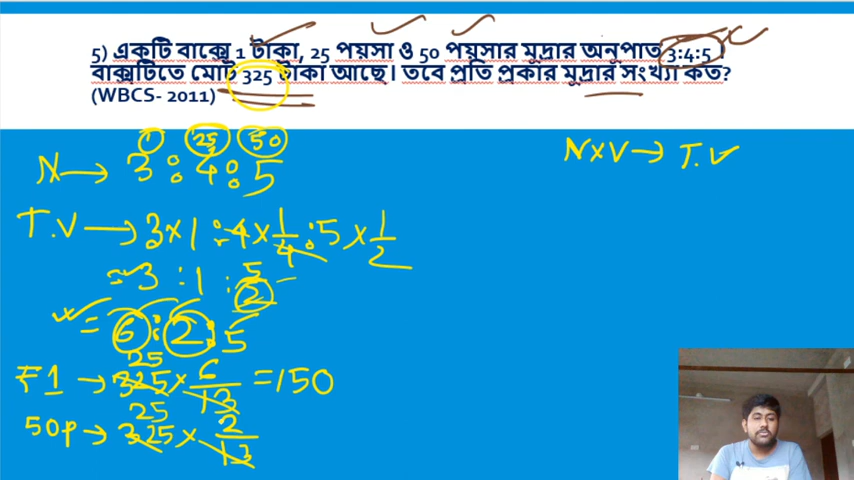 5) একটি বাক্সে 1 টাকা, 25 পয়সা ও 50 পয়সার মুদ্রার অনুপাত 3:4:5।
বাক্সটিতে মোট 325 টাকা আছে। তবে প্রতি প্রকার মুদ্রার সংখ্যা কত?
(WBCS- 2011)
N×V→ T.V
1 25 50
N→ 3:4:5
T.V → 3×1 : 4×1/4 : 5×1/2
= 3 : 1 : 5/2
= 6 : 2 : 5
₹1 → 325 25 × 6/13 = 150
50p → 325 25 × 2/13